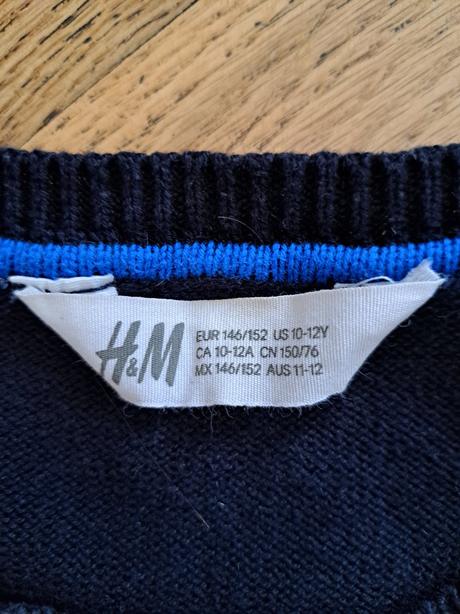 H&M
EUR 146/152 US 10-12Y
CA 10-12A CN 150/76
MX 146/152 AUS 11-12